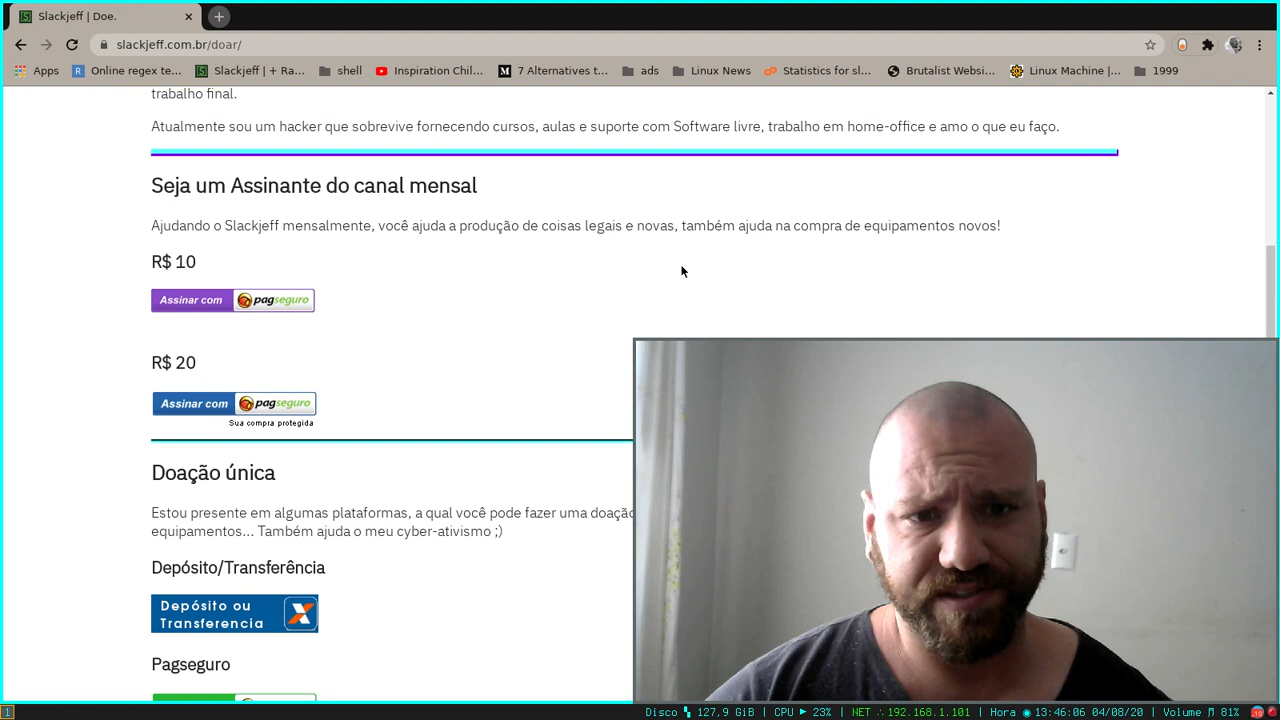 Slackjeff | Doe.
slackjeff.com.br/doar/
Apps
Online regex te...
Slackjeff | + Ra...
shell
Inspiration Chil...
7 Alternatives t...
ads
Linux News
Statistics for sl...
Brutalist Websi...
Linux Machine |...
1999
trabalho final.
Atualmente sou um hacker que sobrevive fornecendo cursos, aulas e suporte com Software livre, trabalho em home-office e amo o que eu faço.
Seja um Assinante do canal mensal
Ajudando o Slackjeff mensalmente, você ajuda a produção de coisas legais e novas, também ajuda na compra de equipamentos novos!
R$ 10
Assinar com pagseguro
R$ 20
Assinar com pagseguro
Sua compra protegida
Doação única
Estou presente em algumas plataformas, a qual você pode fazer uma doação
equipamentos... Também ajuda o meu cyber-ativismo ;)
Depósito/Transferência
Depósito ou
Transferencia
Pagseguro
1
Disco 127,9 GiB | CPU 23% | NET 192.168.1.101 | Hora 13:46:06 04/08/20 | Volume 81%